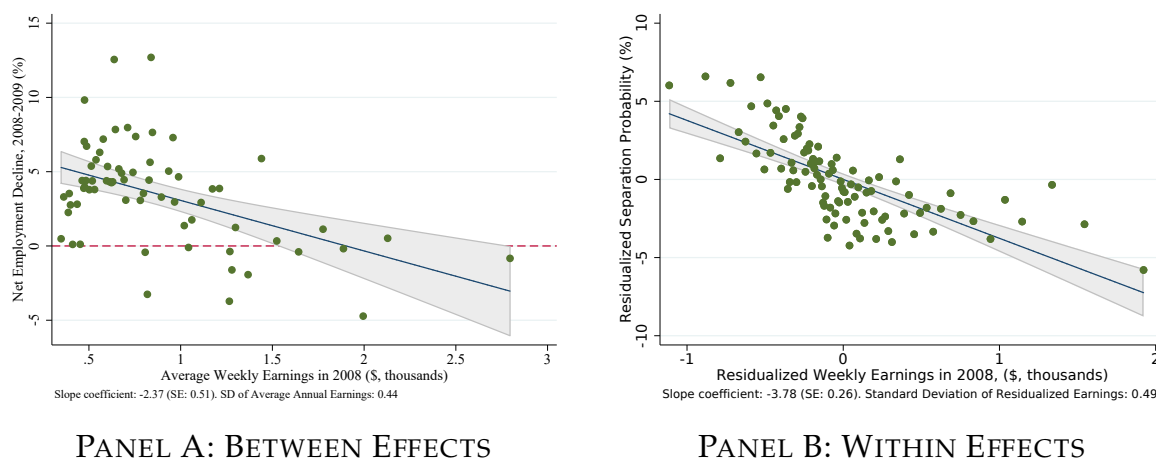 Net Employment Decline, 2008-2009 (%)
15
10
5
0
-5
.5 1 1.5 2 2.5 3
Average Weekly Earnings in 2008 ($, thousands)
Slope coefficient: -2.37 (SE: 0.51). SD of Average Annual Earnings: 0.44
PANEL A: BETWEEN EFFECTS
Residualized Separation Probability (%)
10
5
0
-5
-10
-1 0 1 2
Residualized Weekly Earnings in 2008, ($, thousands)
Slope coefficient: -3.78 (SE: 0.26). Standard Deviation of Residualized Earnings: 0.49
PANEL B: WITHIN EFFECTS